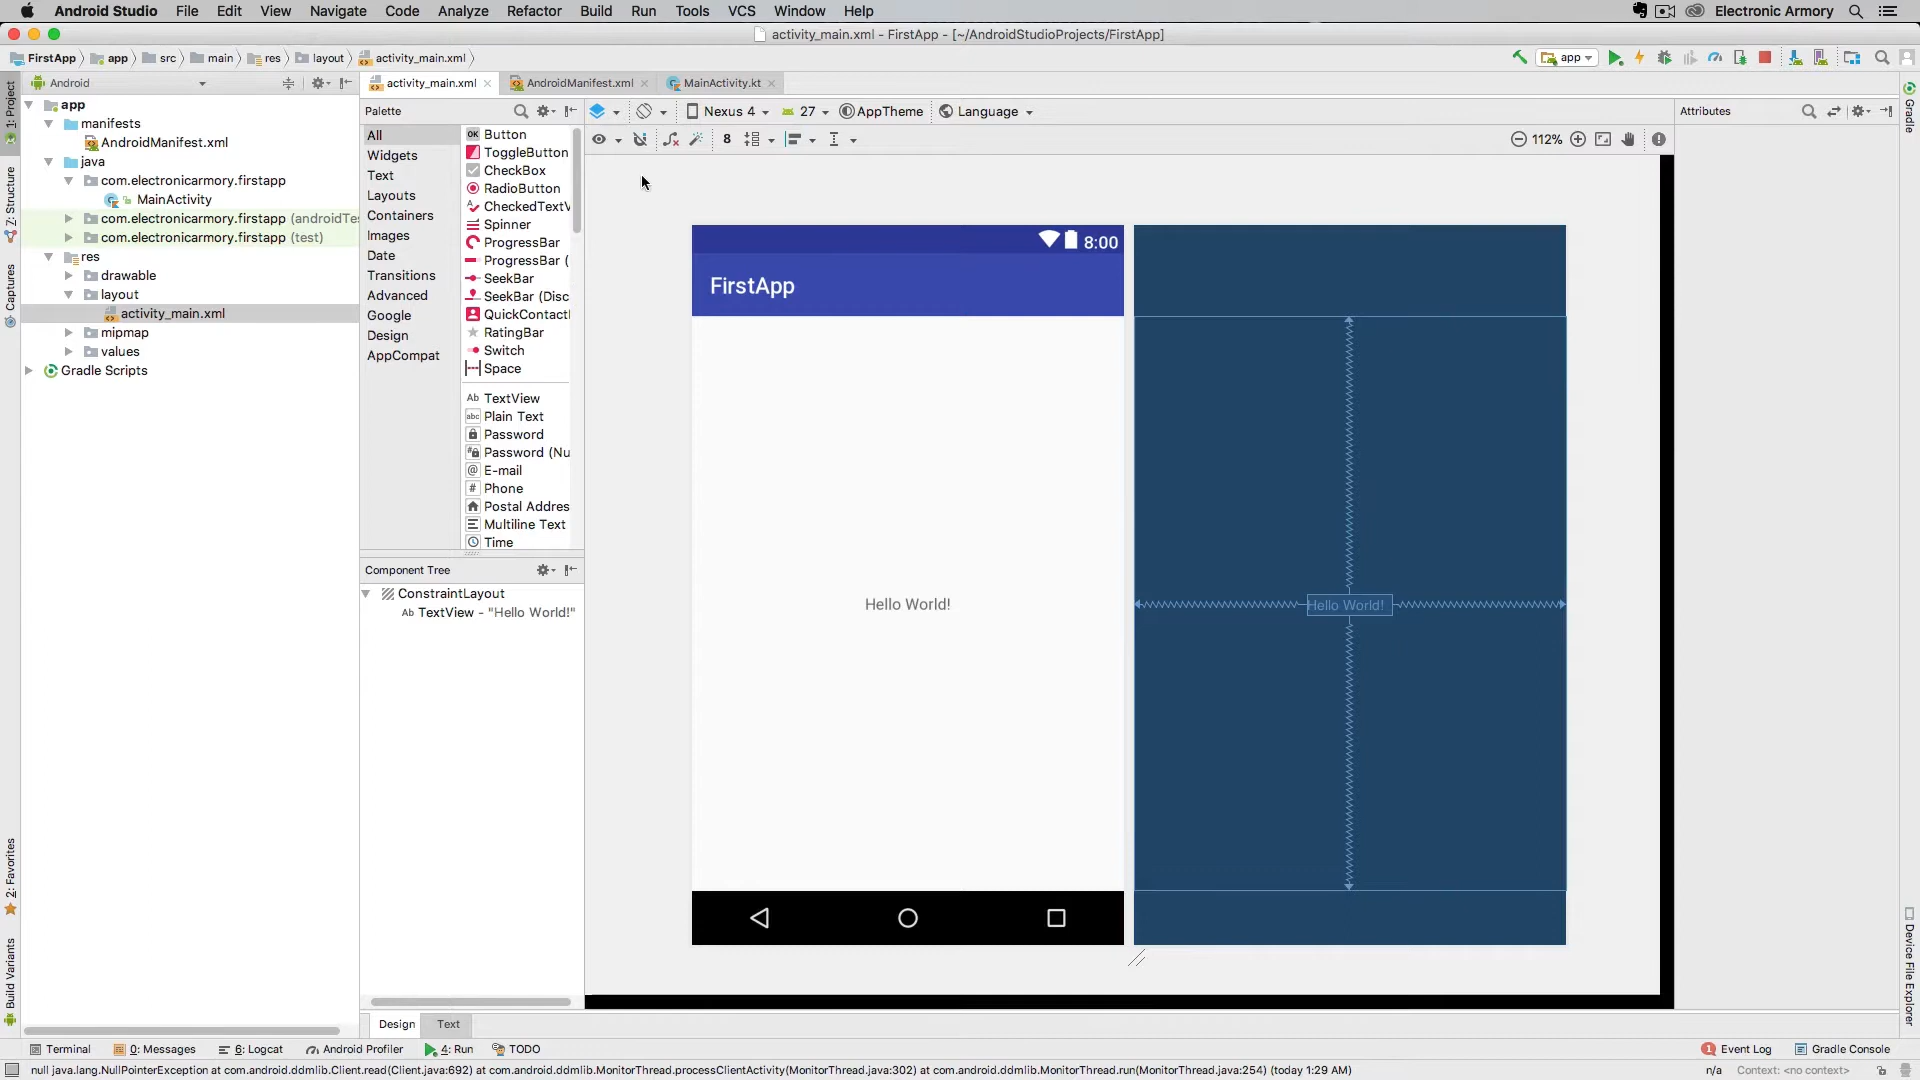 Android Studio File Edit View Navigate Code Analyze Refactor Build Run Tools VCS Window Help Electronic Armory
activity_main.xml - FirstApp - [~/AndroidStudioProjects/FirstApp]
FirstApp app src main res layout activity_main.xml app
Android
activity_main.xml AndroidManifest.xml MainActivity.kt
1: Project
Z: Structure
Captures
2: Favorites
Build Variants
app
manifests
AndroidManifest.xml
java
com.electronicarmory.firstapp
MainActivity
com.electronicarmory.firstapp (androidTes
com.electronicarmory.firstapp (test)
res
drawable
layout
activity_main.xml
mipmap
values
Gradle Scripts
Palette
All
Widgets
Text
Layouts
Containers
Images
Date
Transitions
Advanced
Google
Design
AppCompat
OK Button
ToggleButton
CheckBox
RadioButton
CheckedTextV
Spinner
ProgressBar
ProgressBar (
SeekBar
SeekBar (Disc
QuickContact
RatingBar
Switch
Space
Ab TextView
abc Plain Text
Password
Password (Nu
@ E-mail
# Phone
Postal Addres
Multiline Text
Time
Component Tree
ConstraintLayout
Ab TextView - "Hello World!"
Nexus 4 27 AppTheme Language
8 112%
8:00
FirstApp
Hello World!
Hello World!
Attributes
Gradle
Device File Explorer
Design Text
Terminal 0: Messages 6: Logcat Android Profiler 4: Run TODO 1 Event Log Gradle Console
null java.lang.NullPointerException at com.android.ddmlib.Client.read(Client.java:692) at com.android.ddmlib.MonitorThread.processClientActivity(MonitorThread.java:302) at com.android.ddmlib.MonitorThread.run(MonitorThread.java:254) (today 1:29 AM) n/a Context: <no context>